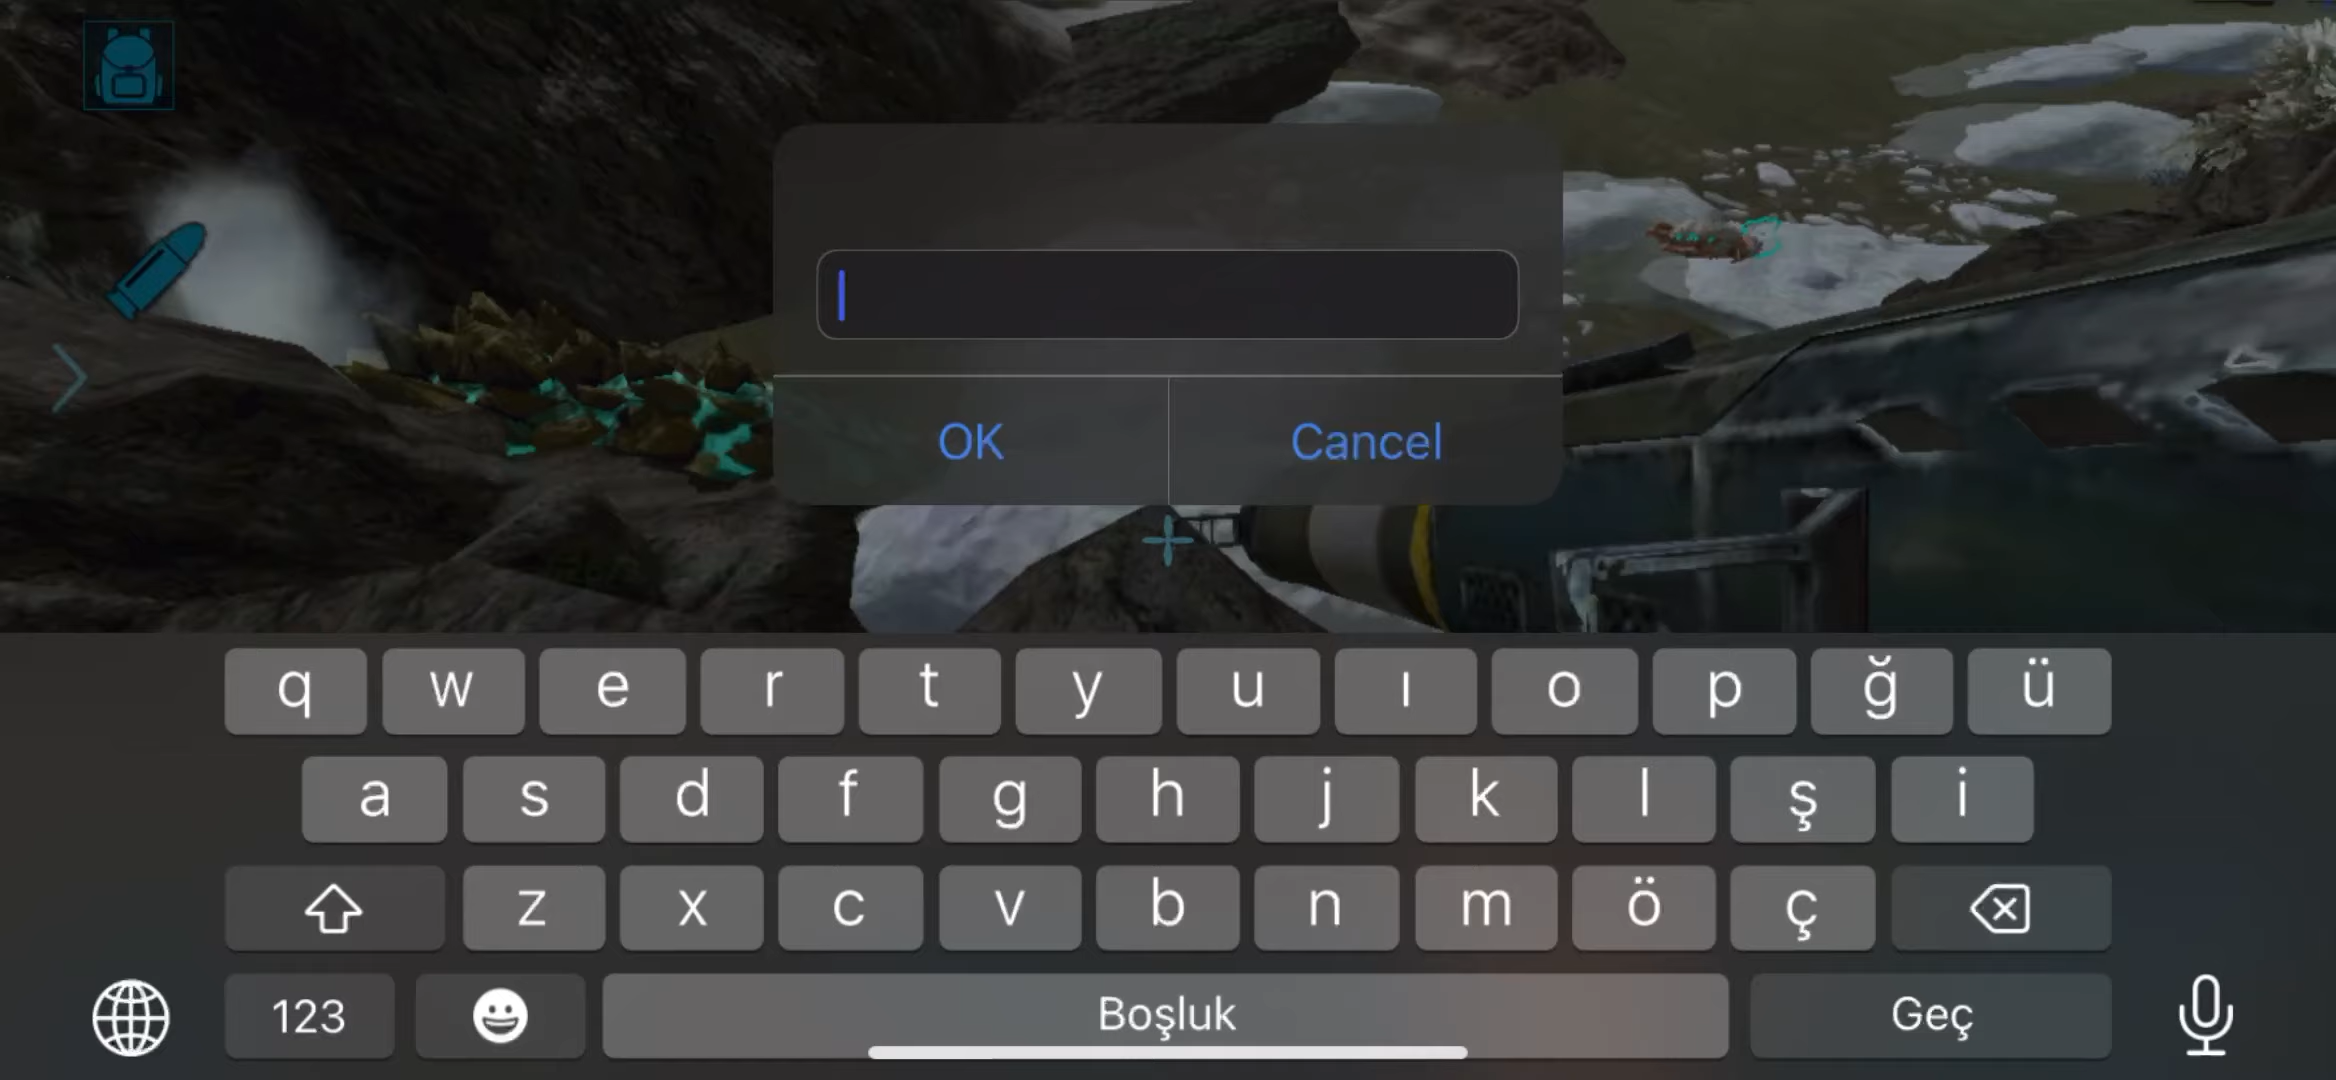 OK Cancel
q w e r t y u ı o p ğ ü
a s d f g h j k l ş i
z x c v b n m ö ç
123 Boşluk Geç